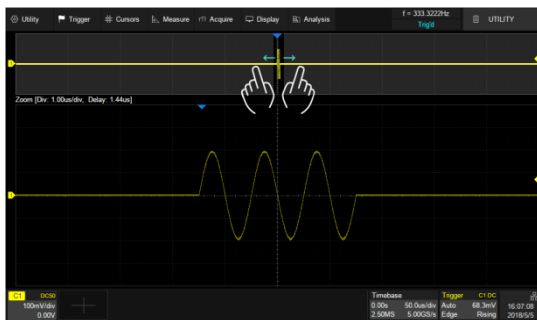 Utility Trigger Cursors Measure Acquire Display Analysis f = 333.3222Hz UTILITY
Trig'd
Zoom [Div: 1.00us/div, Delay: 1.44us]
C1 DC50 Timebase Trigger C1 DC
100mV/div 0.00s 50.0us/div Auto 68.3mV 16:07:08
0.00V 2.50MS 5.00GS/s Edge Rising 2018/5/5